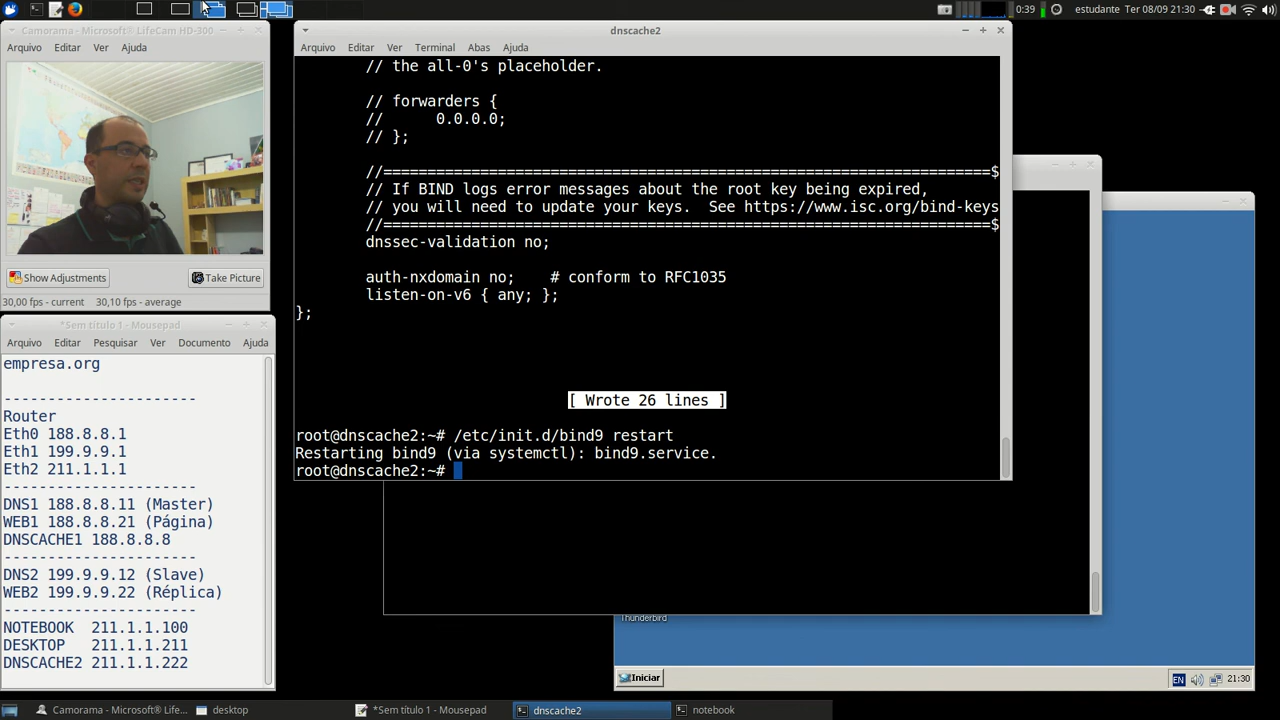 0:39
estudante
Ter 08/09 21:30
Camorama - Microsoft® LifeCam HD-300
Arquivo Editar Ver Ajuda
Show Adjustments
Take Picture
30,00 fps - current 30,10 fps - average
*Sem título 1 - Mousepad
Arquivo Editar Pesquisar Ver Documento Ajuda
empresa.org
----------------------
Router
Eth0 188.8.8.1
Eth1 199.9.9.1
Eth2 211.1.1.1
----------------------
DNS1 188.8.8.11 (Master)
WEB1 188.8.8.21 (Página)
DNSCACHE1 188.8.8.8
----------------------
DNS2 199.9.9.12 (Slave)
WEB2 199.9.9.22 (Réplica)
----------------------
NOTEBOOK 211.1.1.100
DESKTOP 211.1.1.211
DNSCACHE2 211.1.1.222
dnscache2
Arquivo Editar Ver Terminal Abas Ajuda
// the all-0's placeholder.
// forwarders {
// 0.0.0.0;
// };
//=====================================================================$
// If BIND logs error messages about the root key being expired,
// you will need to update your keys. See https://www.isc.org/bind-keys
//=====================================================================$
dnssec-validation no;
auth-nxdomain no; # conform to RFC1035
listen-on-v6 { any; };
};
[ Wrote 26 lines ]
root@dnscache2:~# /etc/init.d/bind9 restart
Restarting bind9 (via systemctl): bind9.service.
root@dnscache2:~#
Thunderbird
Iniciar
EN
21:30
Camorama - Microsoft® LifeC...
desktop
*Sem título 1 - Mousepad
dnscache2
notebook